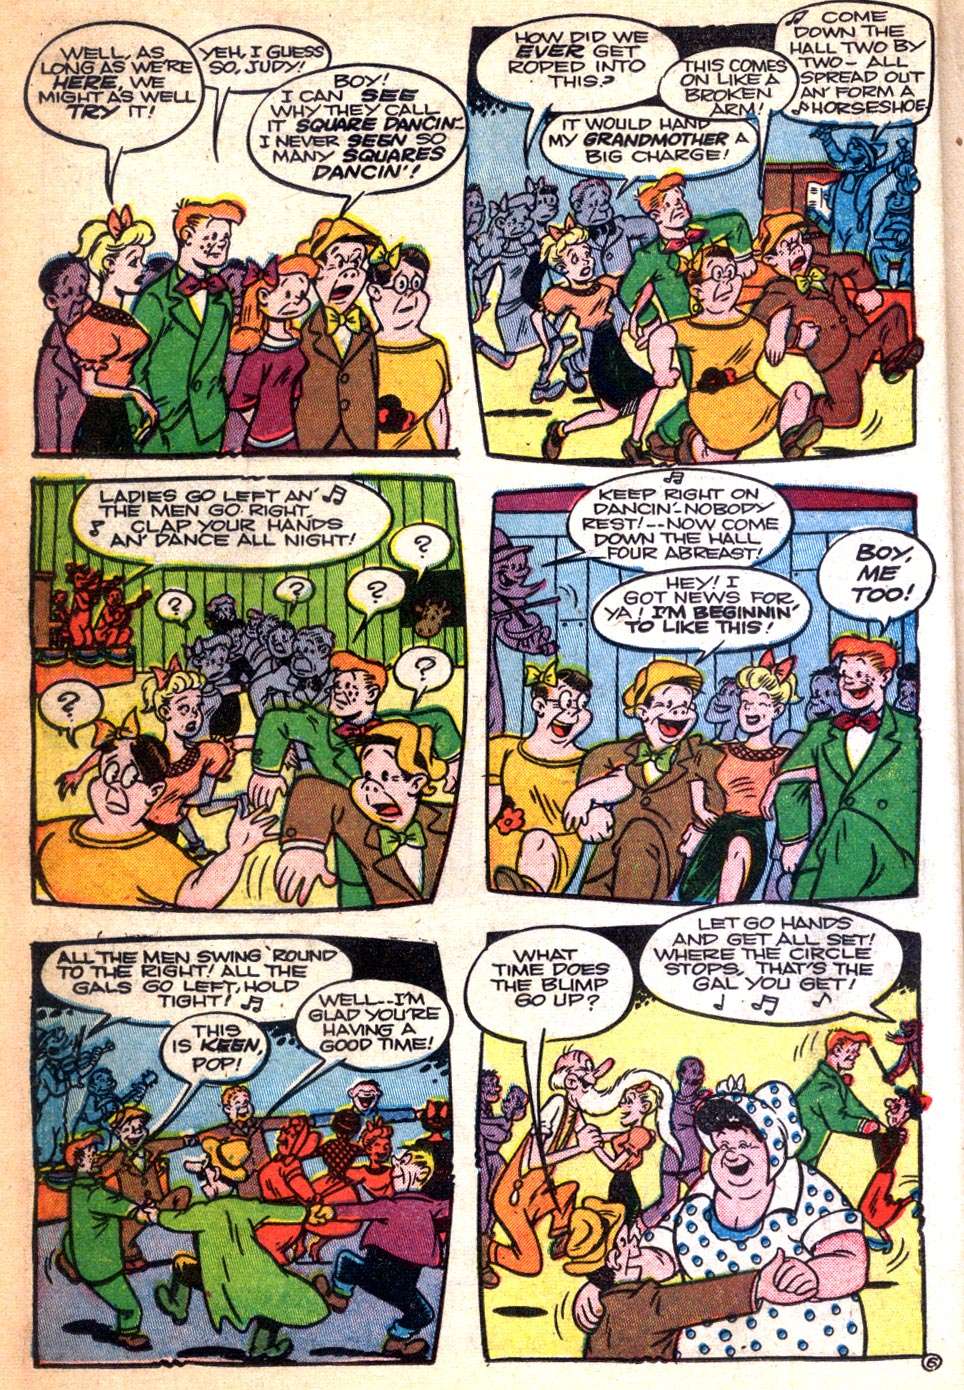 WELL, AS
LONG AS WE'RE
HERE, WE
MIGHT AS WELL
TRY IT!
YEH, I GUESS
SO, JUDY!
BOY!
I CAN SEE
WHY THEY CALL
IT SQUARE DANCIN'-
I NEVER SEEN SO
MANY SQUARES
DANCIN'!
HOW DID WE
EVER GET
ROPED INTO
THIS?
IT WOULD HAND
MY GRANDMOTHER A
BIG CHARGE!
THIS COMES
ON LIKE A
BROKEN
ARM!
♫ COME
DOWN THE
HALL TWO BY
TWO- ALL
SPREAD OUT
AN' FORM A
♪HORSESHOE
LADIES GO LEFT AN' ♫
THE MEN GO RIGHT,
♪ CLAP YOUR HANDS
AN' DANCE ALL NIGHT!
?
?
?
?
?
?
♫
KEEP RIGHT ON
DANCIN'-NOBODY
REST!--NOW COME
DOWN THE HALL
FOUR ABREAST!
HEY! I
GOT NEWS FOR
YA! I'M BEGINNIN'
TO LIKE THIS!
BOY,
ME
TOO!
ALL THE MEN SWING 'ROUND
TO THE RIGHT! ALL THE
GALS GO LEFT, HOLD
TIGHT! ♫
THIS
IS KEEN,
POP!
WELL--I'M
GLAD YOU'RE
HAVING A
GOOD TIME!
WHAT
TIME DOES
THE BLIMP
GO UP?
LET GO HANDS
AND GET ALL SET!
WHERE THE CIRCLE
STOPS, THAT'S THE
GAL YOU GET!
♩ ♫ ♪
6